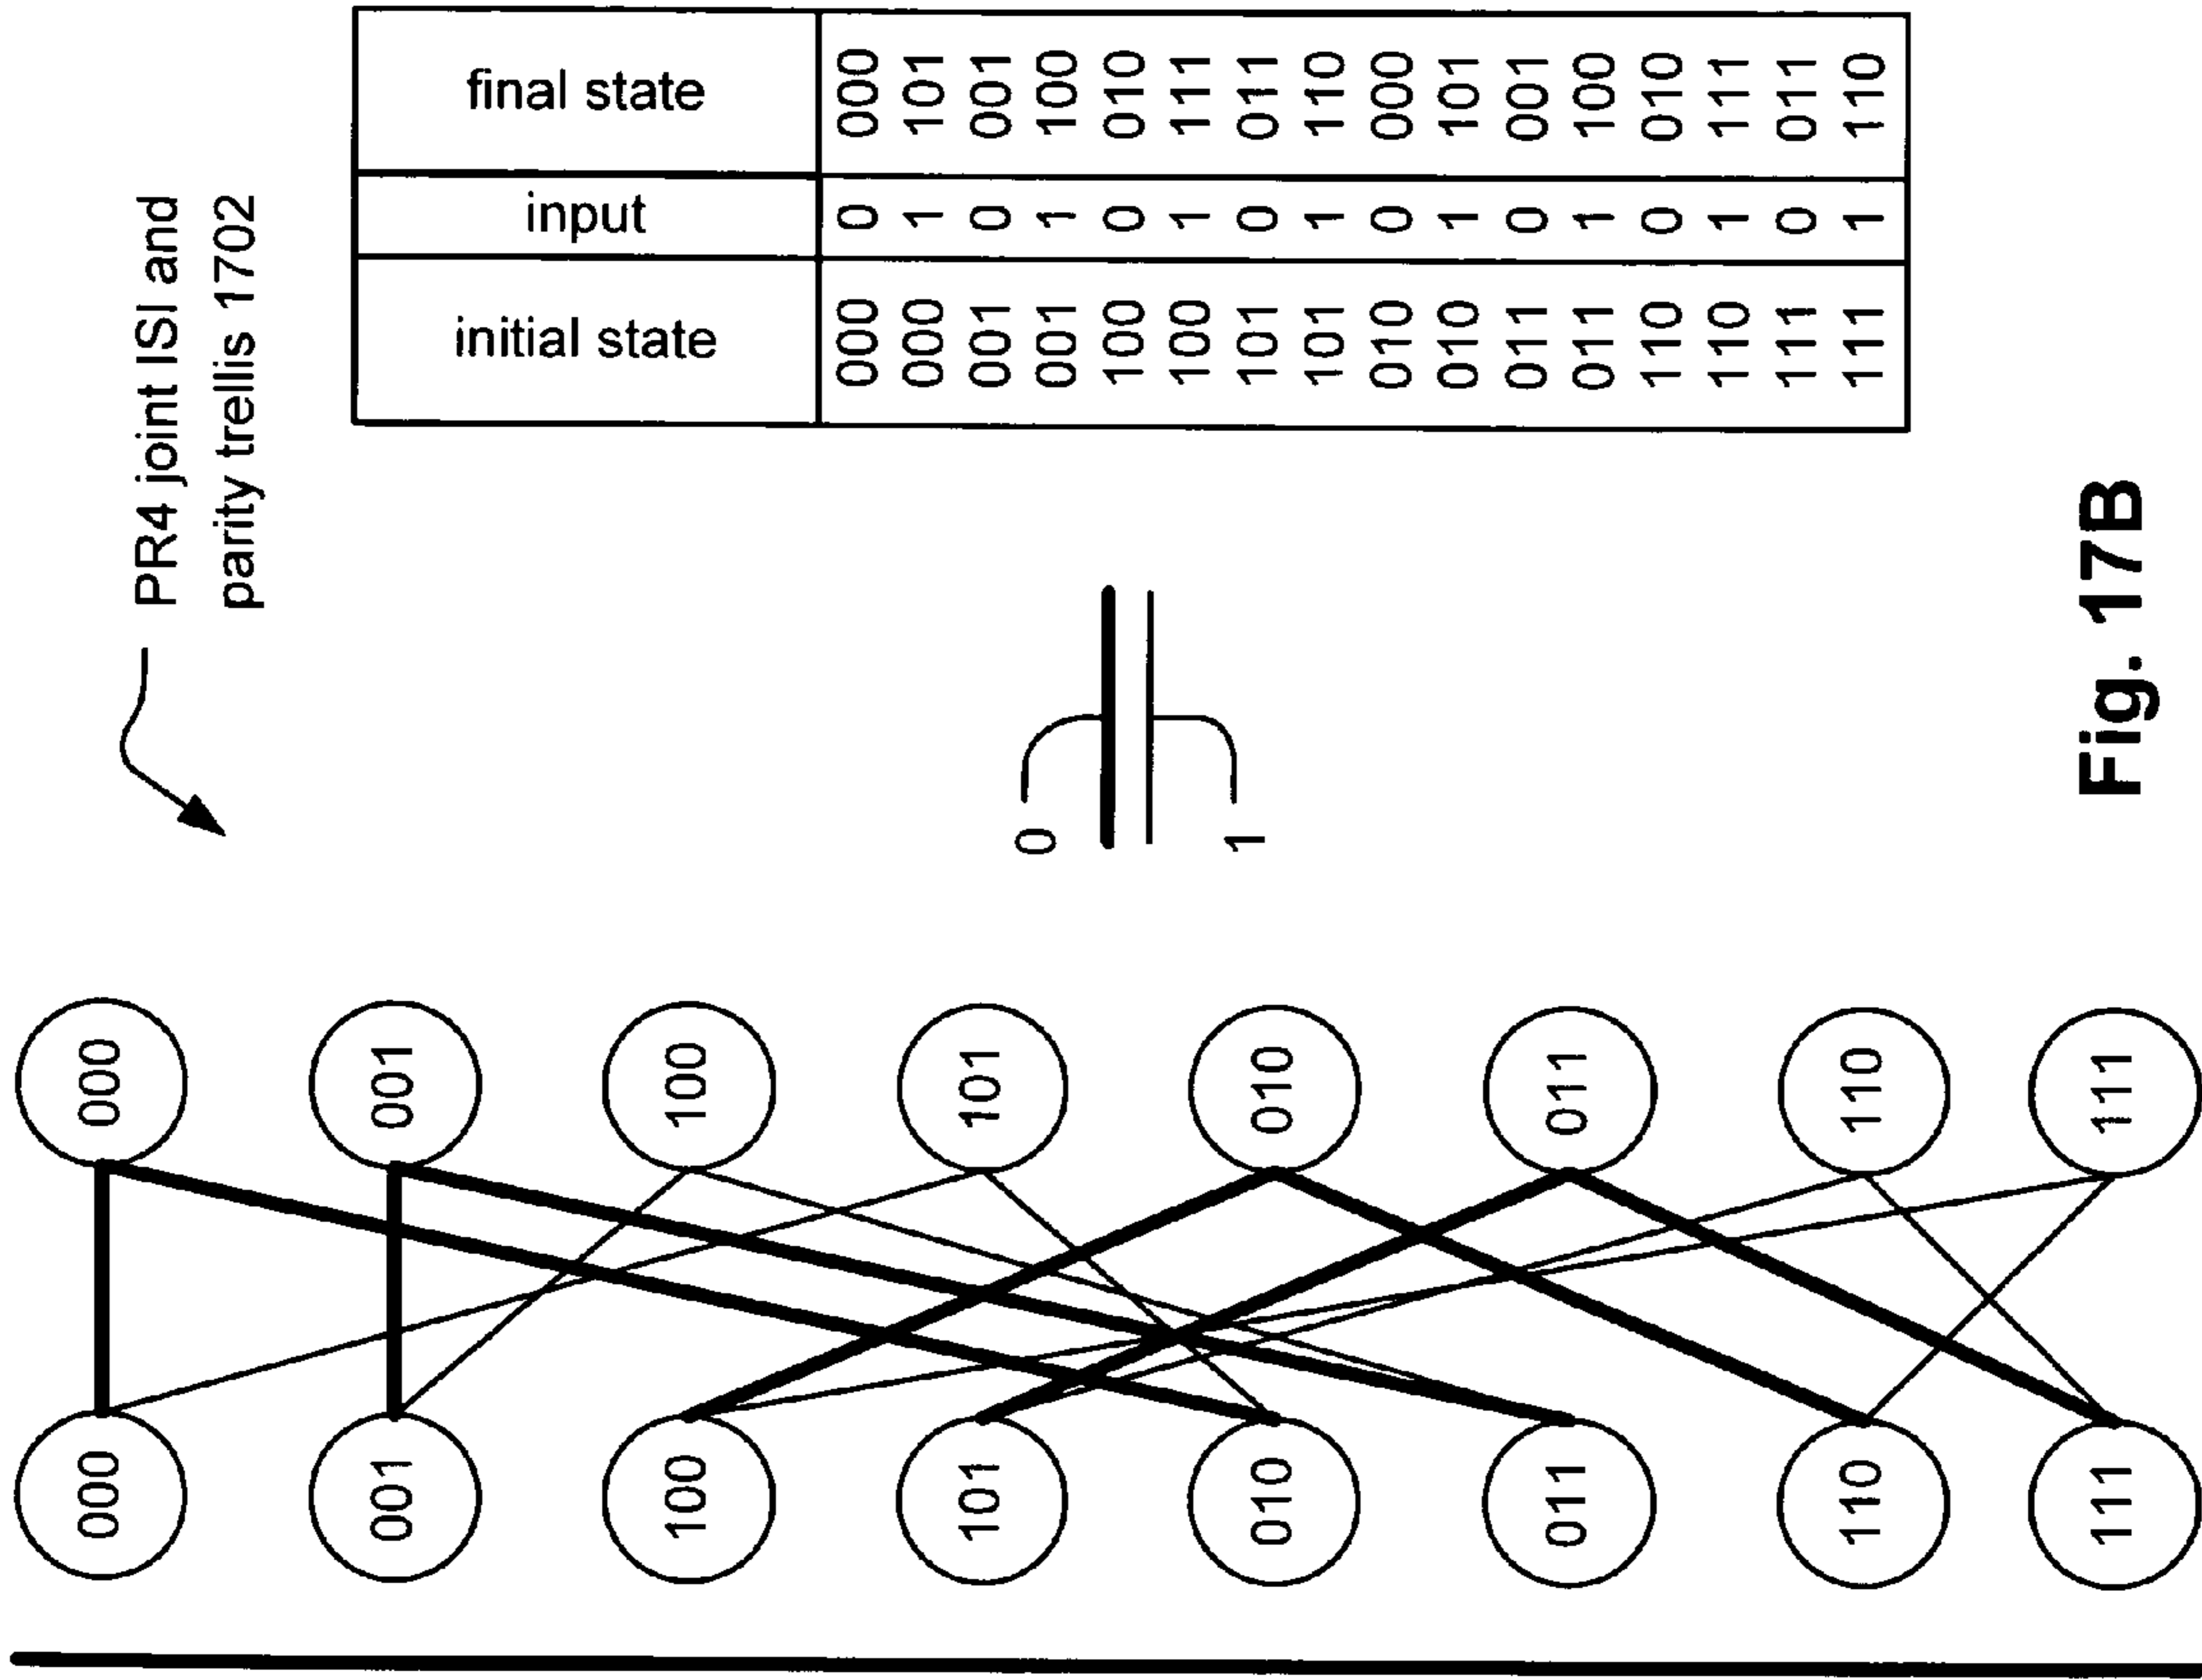 PR4 joint ISI and
parity trellis 1702
000 000
001 001
100 100
101 101
010 010
011 011
110 110
111 111
0
1
initial state input final state
000 0 000
000 1 101
001 0 001
001 1 100
100 0 010
100 1 111
101 0 011
101 1 110
010 0 000
010 1 101
011 0 001
011 1 100
110 0 010
110 1 111
111 0 011
111 1 110
Fig. 17B